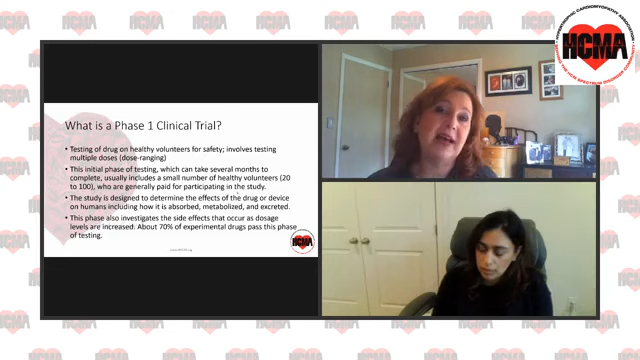 What is a Phase 1 Clinical Trial?
• Testing of drug on healthy volunteers for safety; involves testing
multiple doses (dose-ranging)
• This initial phase of testing, which can take several months to
complete, usually includes a small number of healthy volunteers (20
to 100), who are generally paid for participating in the study.
• The study is designed to determine the effects of the drug or device
on humans including how it is absorbed, metabolized, and excreted.
• This phase also investigates the side effects that occur as dosage
levels are increased. About 70% of experimental drugs pass this phase
of testing.
HCMA
HYPERTROPHIC CARDIOMYOPATHY ASSOCIATION
HCMA